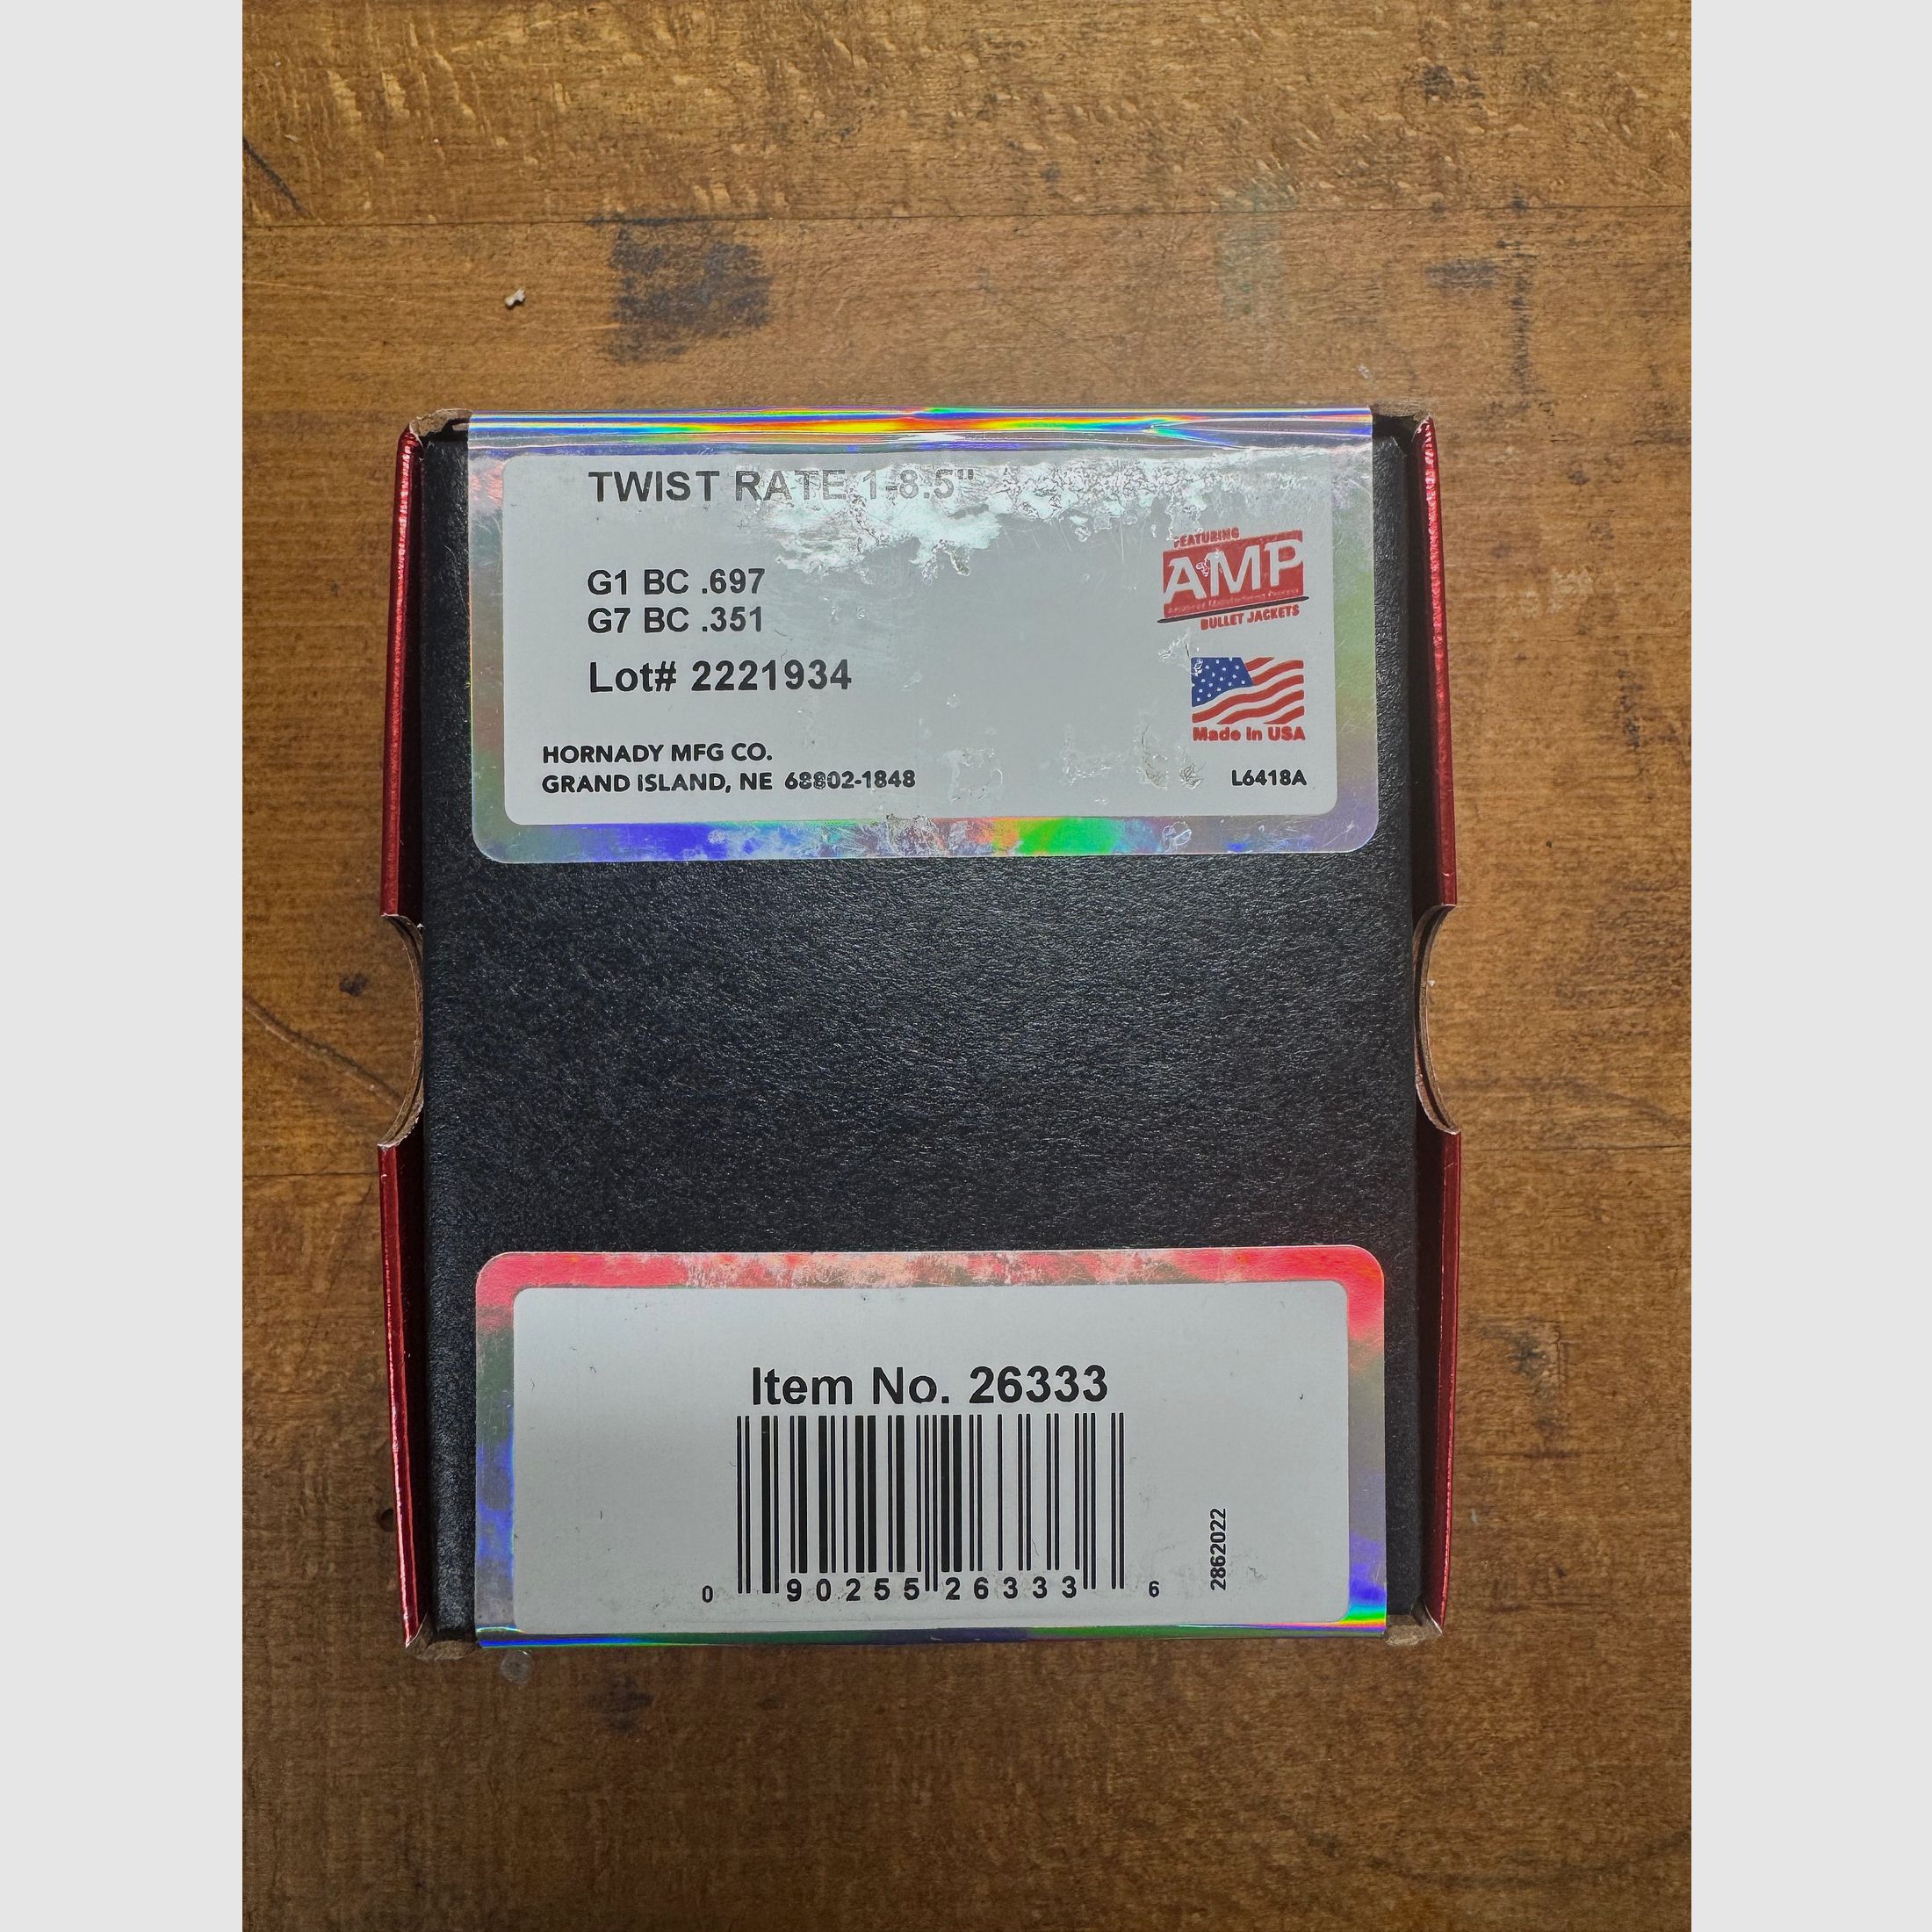 TWIST RATE 1-8.5"
FEATURING
AMP
BULLET JACKETS
G1 BC .697
G7 BC .351
Lot# 2221934
Made in USA
HORNADY MFG CO.
GRAND ISLAND, NE 68802-1848
L6418A
Item No. 26333
0 90255 26333 6
2862022